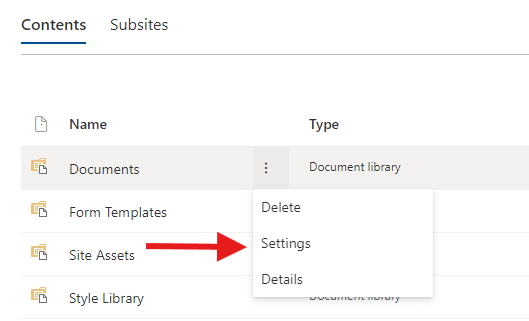 Contents Subsites
Name Type
Documents Document library
Delete
Form Templates
Settings
Site Assets
Details
Style Library Document library